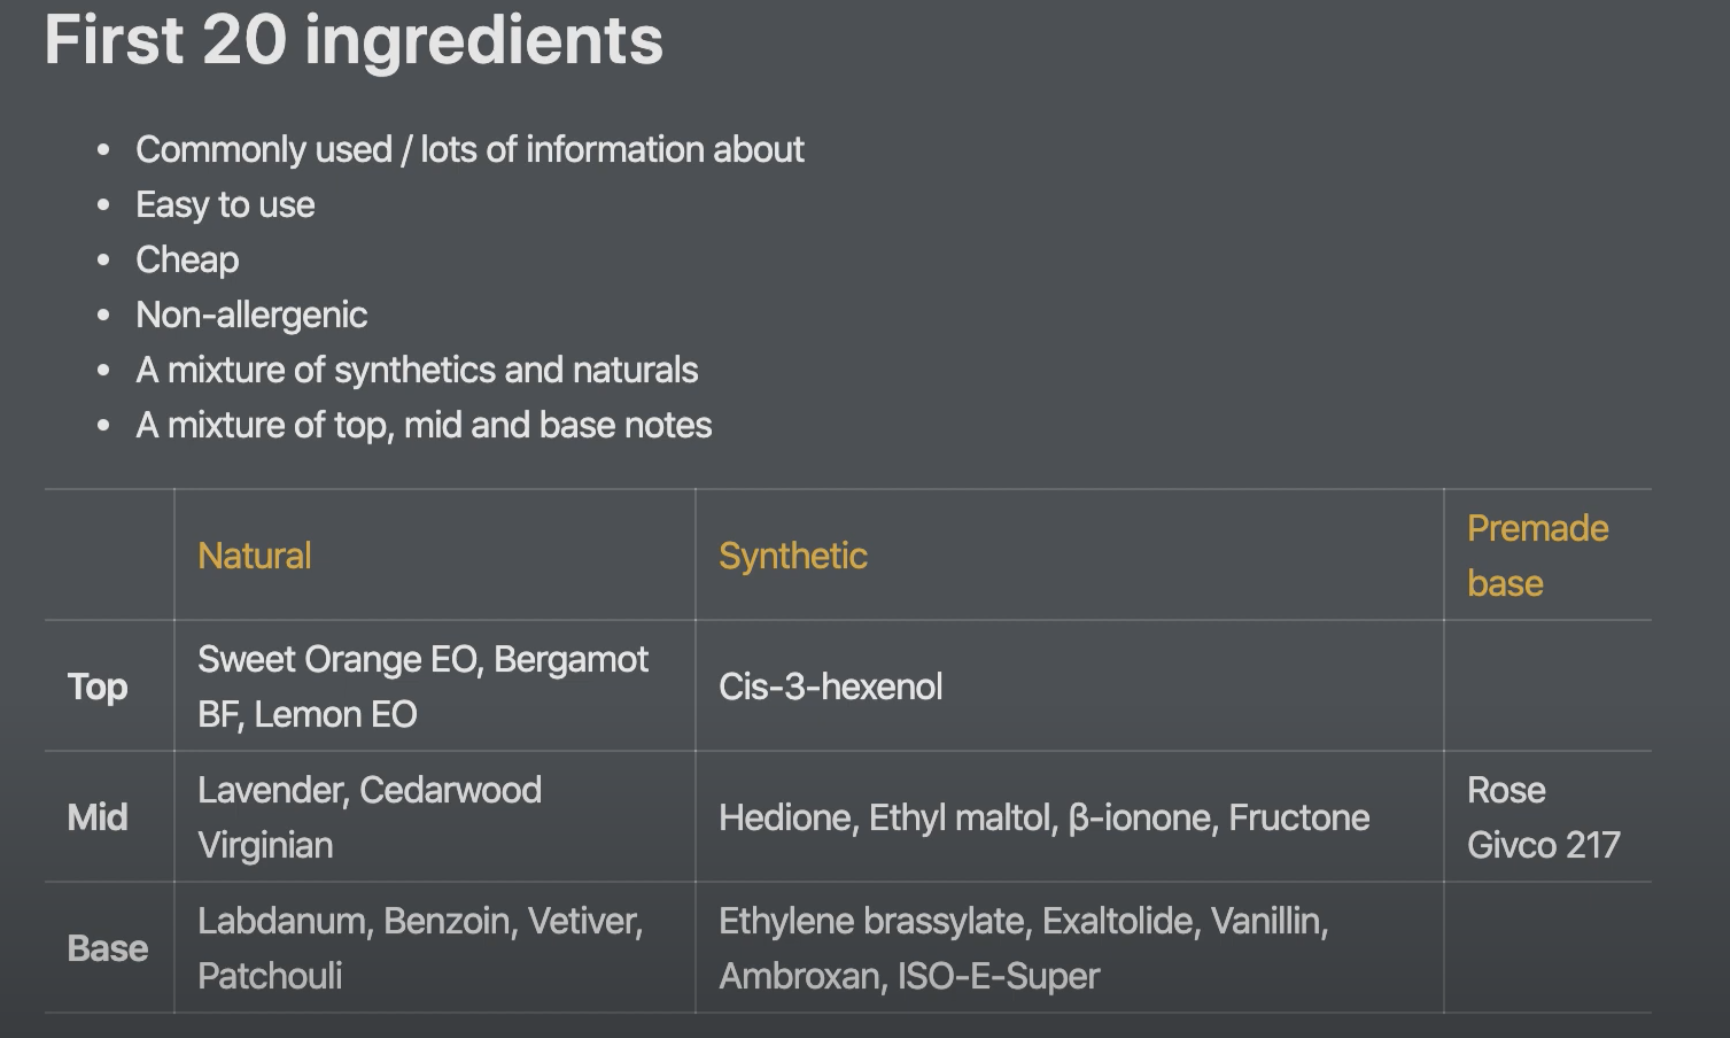 First 20 ingredients
• Commonly used / lots of information about
• Easy to use
• Cheap
• Non-allergenic
• A mixture of synthetics and naturals
• A mixture of top, mid and base notes
Natural
Synthetic
Premade
base
Top
Sweet Orange EO, Bergamot
BF, Lemon EO
Cis-3-hexenol
Mid
Lavender, Cedarwood
Virginian
Hedione, Ethyl maltol, β-ionone, Fructone
Rose
Givco 217
Base
Labdanum, Benzoin, Vetiver,
Patchouli
Ethylene brassylate, Exaltolide, Vanillin,
Ambroxan, ISO-E-Super